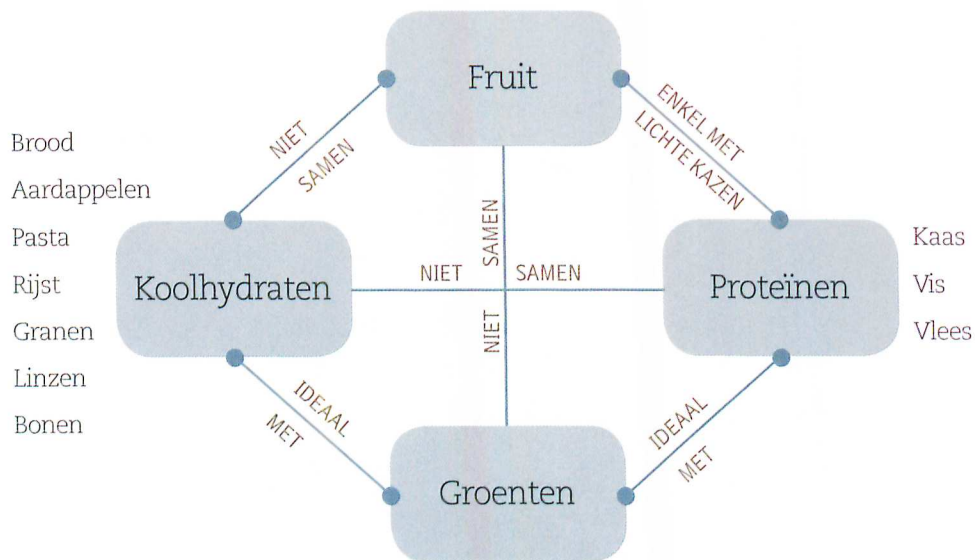 Fruit
NIET
SAMEN
ENKEL MET
LICHTE KAZEN
Brood
Aardappelen
Pasta
Rijst
Granen
Linzen
Bonen
Koolhydraten
NIET
SAMEN
SAMEN
NIET
Proteïnen
Kaas
Vis
Vlees
IDEAAL
MET
IDEAAL
MET
Groenten